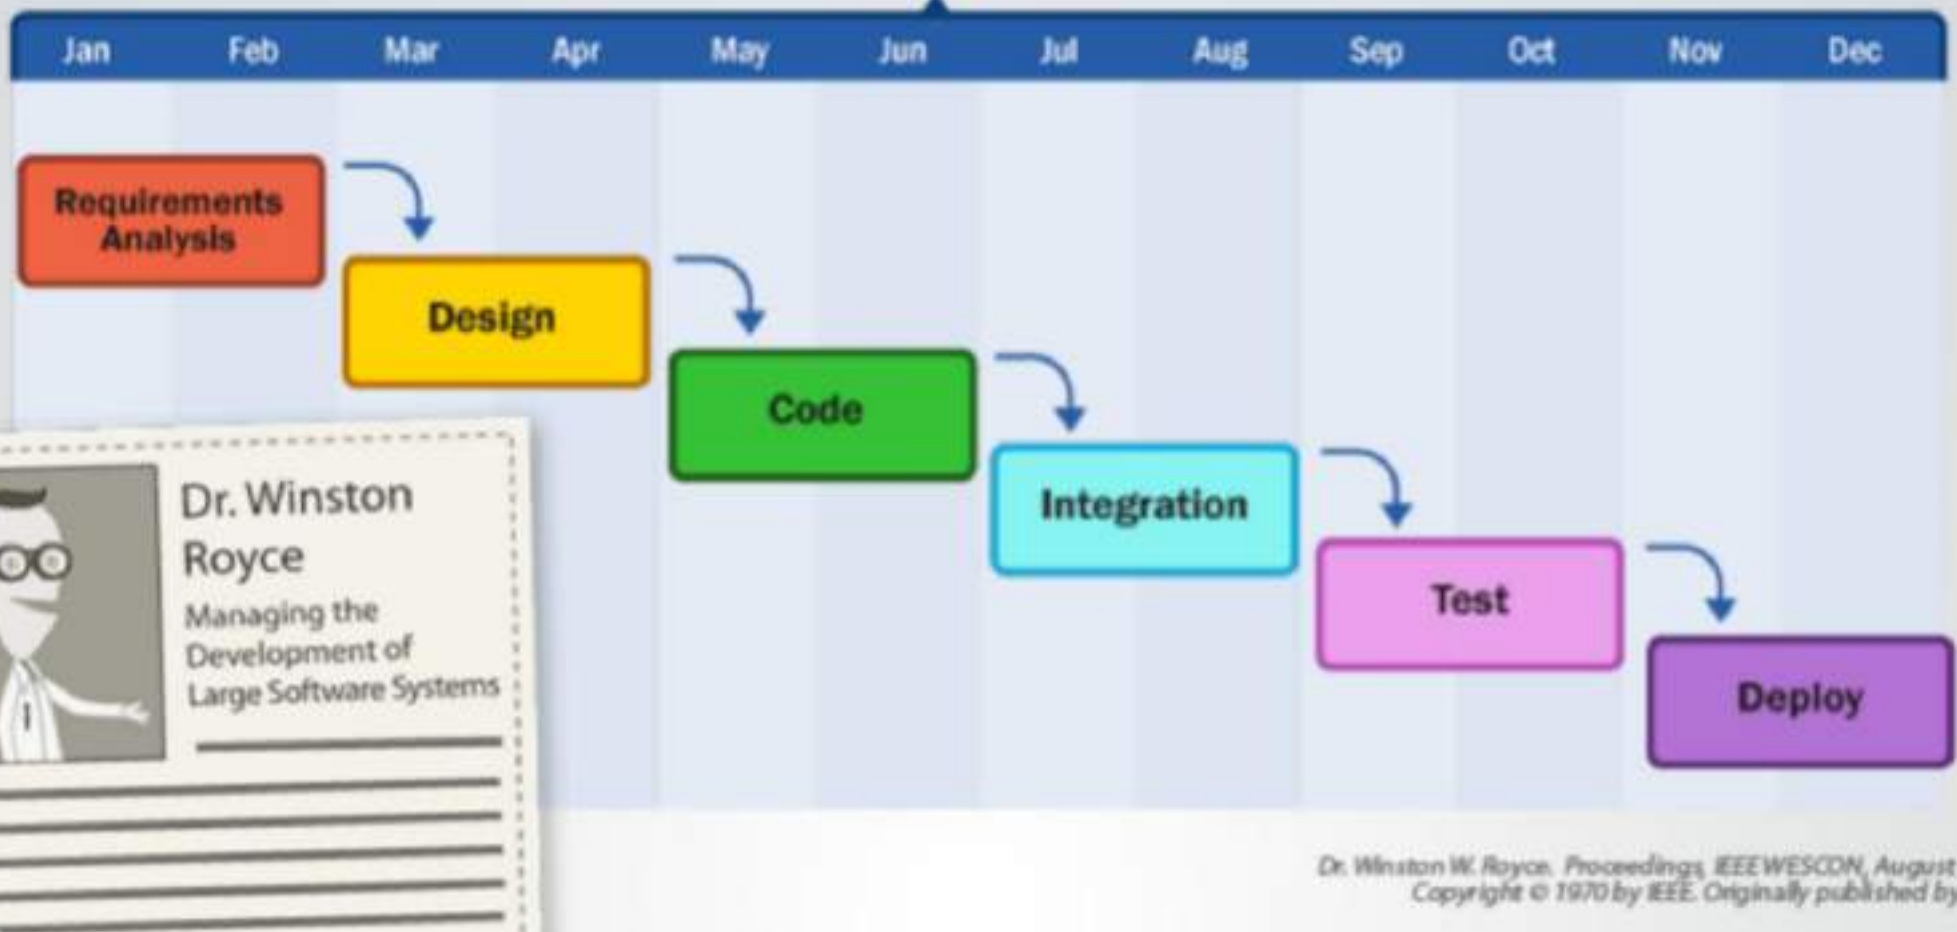 Jan Feb Mar Apr May Jun Jul Aug Sep Oct Nov Dec
Requirements
Analysis
Design
Code
Integration
Test
Deploy
Dr. Winston
Royce
Managing the
Development of
Large Software Systems
Dr. Winston W. Royce. Proceedings, IEEE WESCON, August
Copyright © 1970 by IEEE. Originally published by